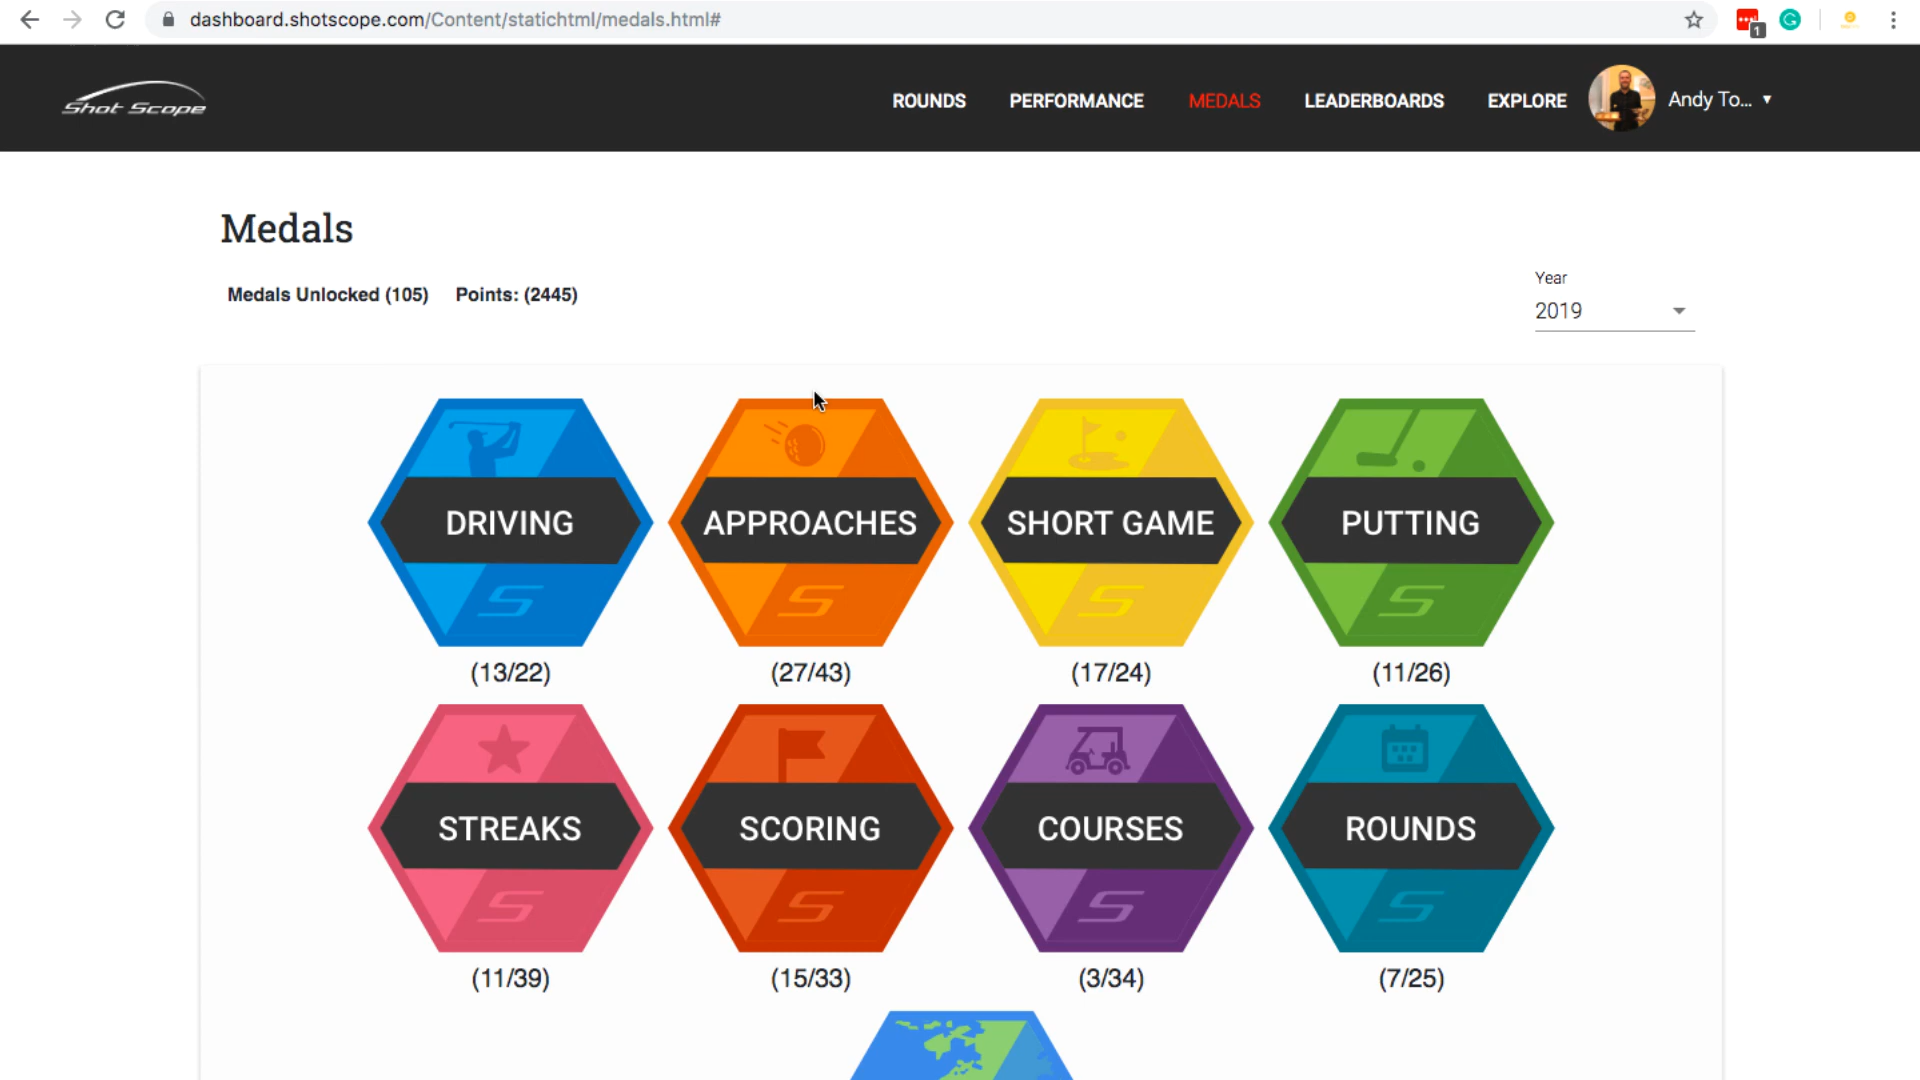 dashboard.shotscope.com/Content/statichtml/medals.html#
1
Shot Scope
ROUNDS PERFORMANCE MEDALS LEADERBOARDS EXPLORE Andy To...
Medals
Medals Unlocked (105) Points: (2445)
Year
2019
DRIVING APPROACHES SHORT GAME PUTTING
(13/22) (27/43) (17/24) (11/26)
STREAKS SCORING COURSES ROUNDS
(11/39) (15/33) (3/34) (7/25)